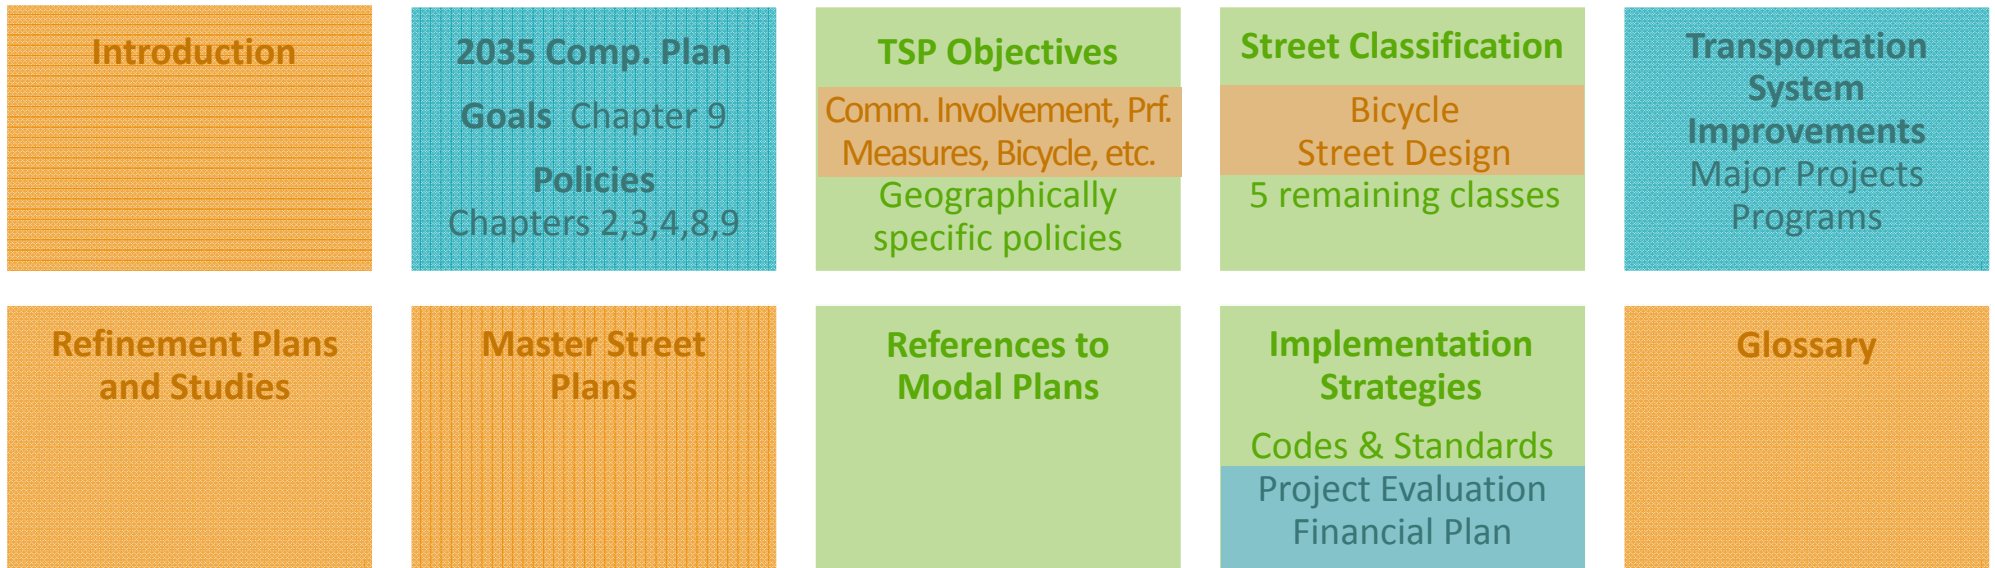 Introduction
2035 Comp. Plan
Goals Chapter 9
Policies
Chapters 2,3,4,8,9
TSP Objectives
Comm. Involvement, Prf.
Measures, Bicycle, etc.
Geographically
specific policies
Street Classification
Bicycle
Street Design
5 remaining classes
Transportation
System
Improvements
Major Projects
Programs
Refinement Plans
and Studies
Master Street
Plans
References to
Modal Plans
Implementation
Strategies
Codes & Standards
Project Evaluation
Financial Plan
Glossary